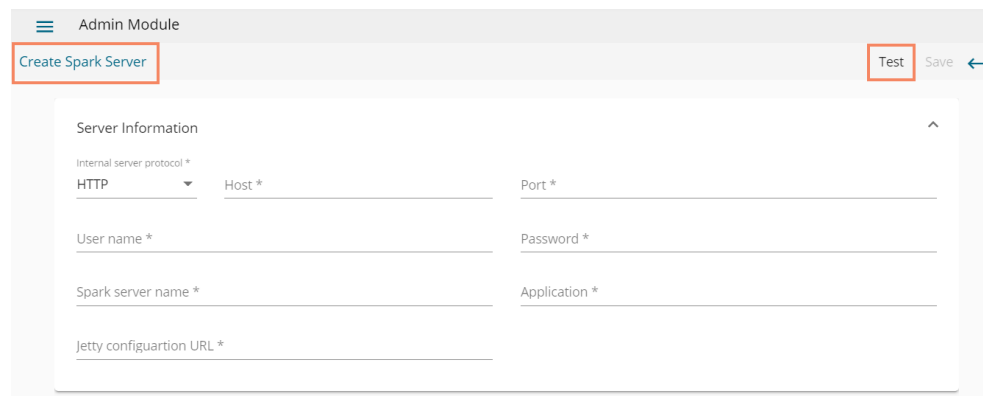 Admin Module
Create Spark Server
Test Save
Server Information
Internal server protocol *
HTTP Host * Port *
User name * Password *
Spark server name * Application *
Jetty configuartion URL *